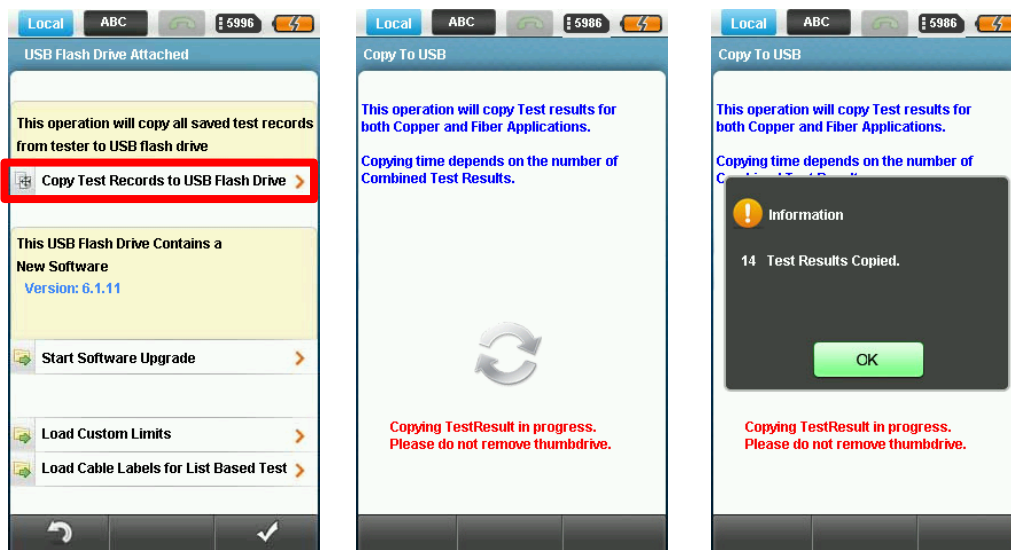 Local ABC 5996
USB Flash Drive Attached
This operation will copy all saved test records
from tester to USB flash drive
Copy Test Records to USB Flash Drive
This USB Flash Drive Contains a
New Software
Version: 6.1.11
Start Software Upgrade
Load Custom Limits
Load Cable Labels for List Based Test
Local ABC 5986
Copy To USB
This operation will copy Test results for
both Copper and Fiber Applications.
Copying time depends on the number of
Combined Test Results.
Copying TestResult in progress.
Please do not remove thumbdrive.
Local ABC 5986
Copy To USB
This operation will copy Test results for
both Copper and Fiber Applications.
Copying time depends on the number of
Information
14 Test Results Copied.
OK
Copying TestResult in progress.
Please do not remove thumbdrive.